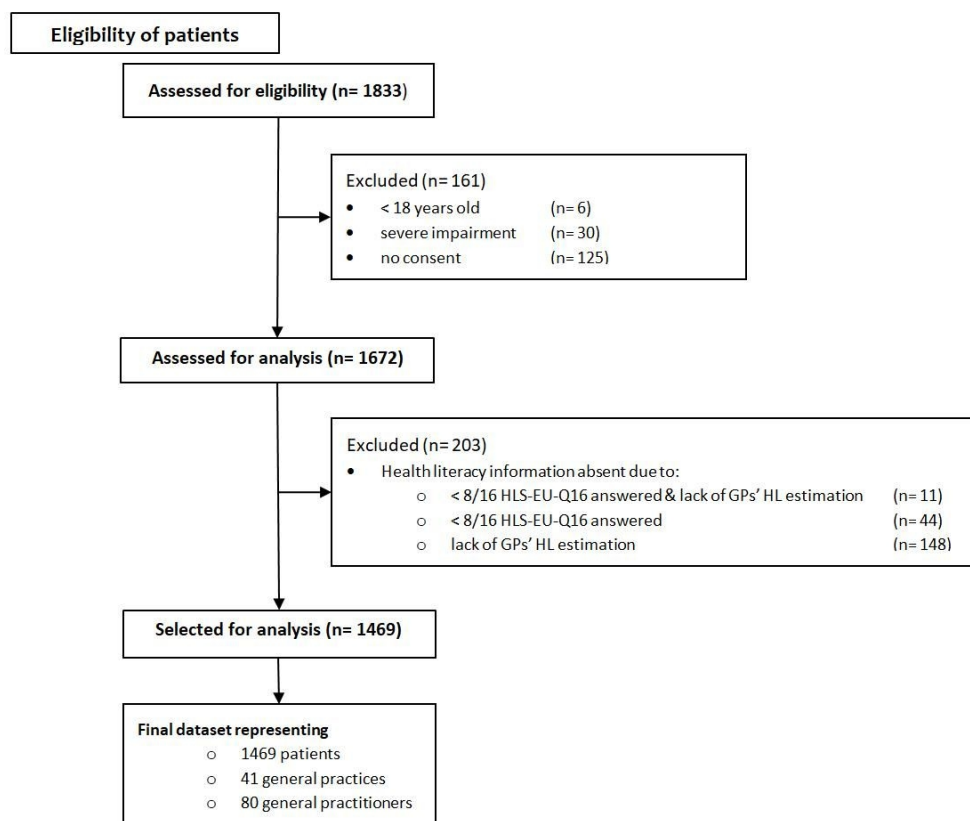 Eligibility of patients
Assessed for eligibility (n= 1833)
Excluded (n= 161)
• < 18 years old (n= 6)
• severe impairment (n= 30)
• no consent (n= 125)
Assessed for analysis (n= 1672)
Excluded (n= 203)
• Health literacy information absent due to:
o < 8/16 HLS-EU-Q16 answered & lack of GPs' HL estimation (n= 11)
o < 8/16 HLS-EU-Q16 answered (n= 44)
o lack of GPs' HL estimation (n= 148)
Selected for analysis (n= 1469)
Final dataset representing
o 1469 patients
o 41 general practices
o 80 general practitioners